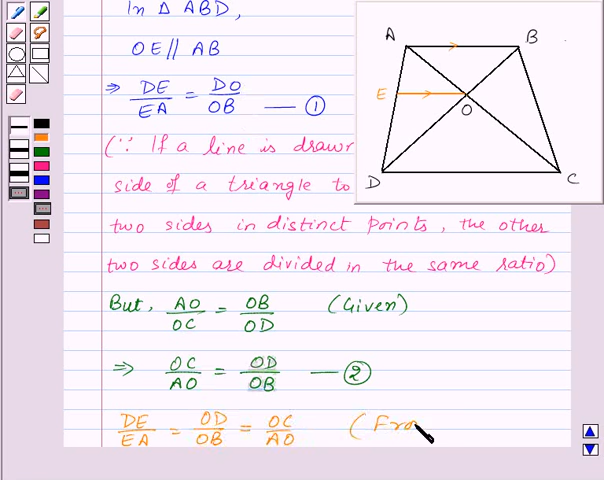 In Δ ABD,
OE // AB
⇒ DE/EA = DO/OB — ①
(∵ If a line is drawn
side of a triangle to
two sides in distinct points, the other
two sides are divided in the same ratio)
But, AO/OC = OB/OD (Given)
⇒ OC/AO = OD/OB — ②
DE/EA = OD/OB = OC/AO (Fro
A B
E O
D C